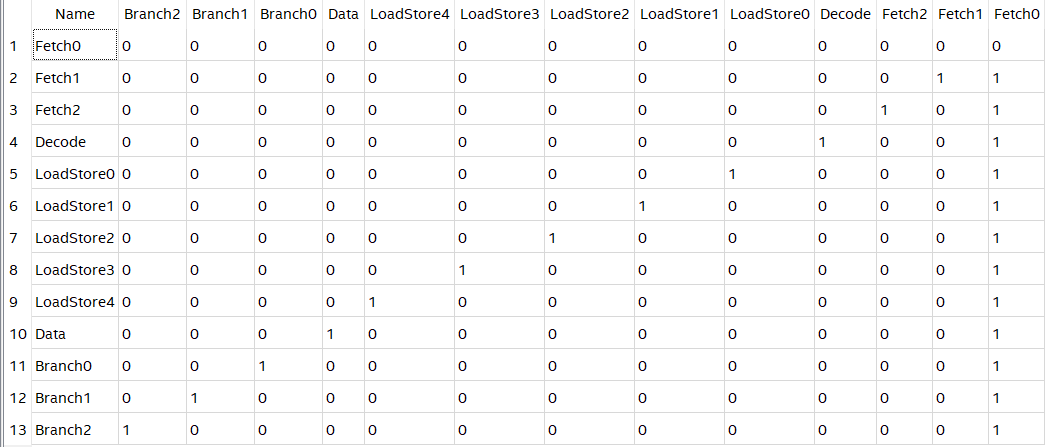 Name Branch2 Branch1 Branch0 Data LoadStore4 LoadStore3 LoadStore2 LoadStore1 LoadStore0 Decode Fetch2 Fetch1 Fetch0
1 Fetch0 0 0 0 0 0 0 0 0 0 0 0 0 0
2 Fetch1 0 0 0 0 0 0 0 0 0 0 0 1 1
3 Fetch2 0 0 0 0 0 0 0 0 0 0 1 0 1
4 Decode 0 0 0 0 0 0 0 0 0 1 0 0 1
5 LoadStore0 0 0 0 0 0 0 0 0 1 0 0 0 1
6 LoadStore1 0 0 0 0 0 0 0 1 0 0 0 0 1
7 LoadStore2 0 0 0 0 0 0 1 0 0 0 0 0 1
8 LoadStore3 0 0 0 0 0 1 0 0 0 0 0 0 1
9 LoadStore4 0 0 0 0 1 0 0 0 0 0 0 0 1
10 Data 0 0 0 1 0 0 0 0 0 0 0 0 1
11 Branch0 0 0 1 0 0 0 0 0 0 0 0 0 1
12 Branch1 0 1 0 0 0 0 0 0 0 0 0 0 1
13 Branch2 1 0 0 0 0 0 0 0 0 0 0 0 1